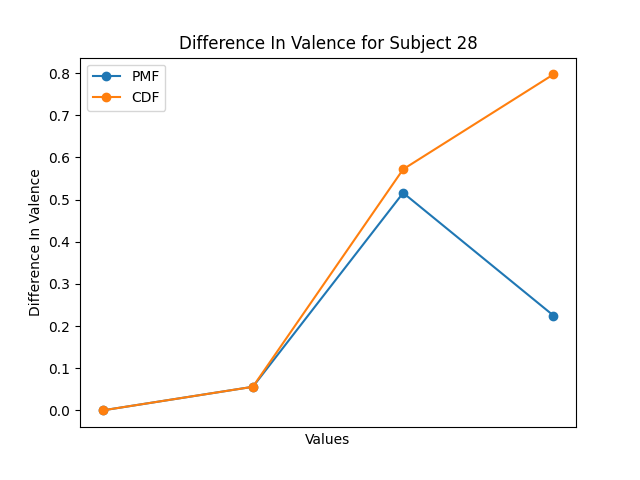 Difference In Valence for Subject 28
PMF
CDF
0.8
0.7
0.6
0.5
0.4
0.3
0.2
0.1
0.0
Difference In Valence
Values